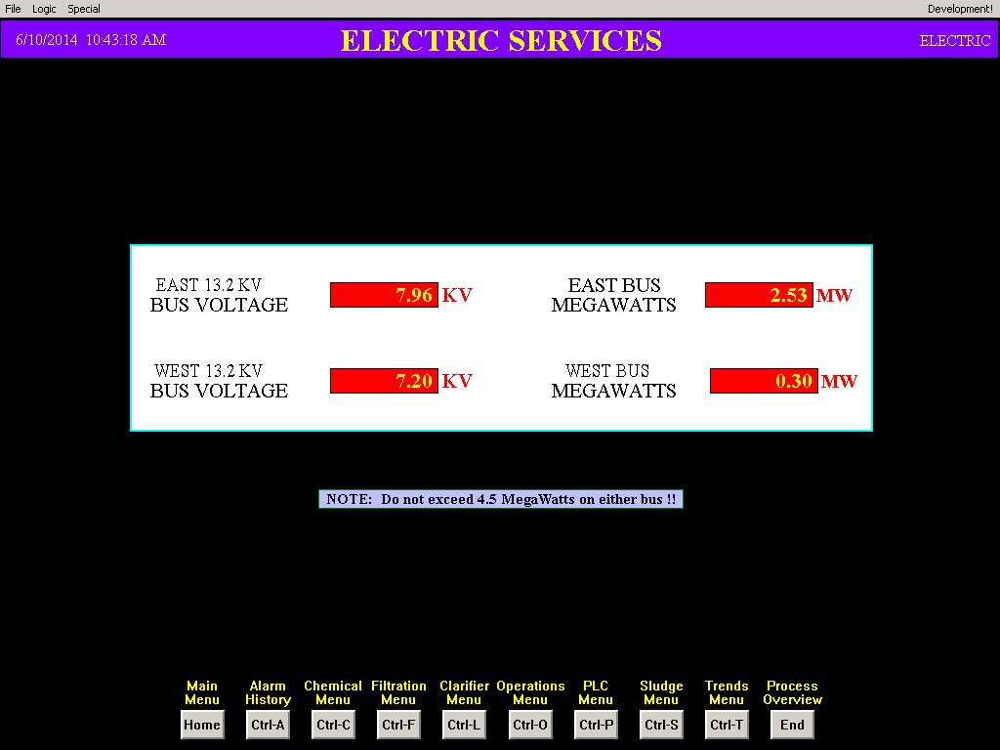 File Logic Special Development!
6/10/2014 10:43:18 AM ELECTRIC SERVICES ELECTRIC
EAST 13.2 KV
BUS VOLTAGE
7.96 KV
EAST BUS
MEGAWATTS
2.53 MW
WEST 13.2 KV
BUS VOLTAGE
7.20 KV
WEST BUS
MEGAWATTS
0.30 MW
NOTE: Do not exceed 4.5 MegaWatts on either bus !!
Main Menu
Alarm History
Chemical Menu
Filtration Menu
Clarifier Menu
Operations Menu
PLC Menu
Sludge Menu
Trends Menu
Process Overview
Home Ctrl-A Ctrl-C Ctrl-F Ctrl-L Ctrl-O Ctrl-P Ctrl-S Ctrl-T End